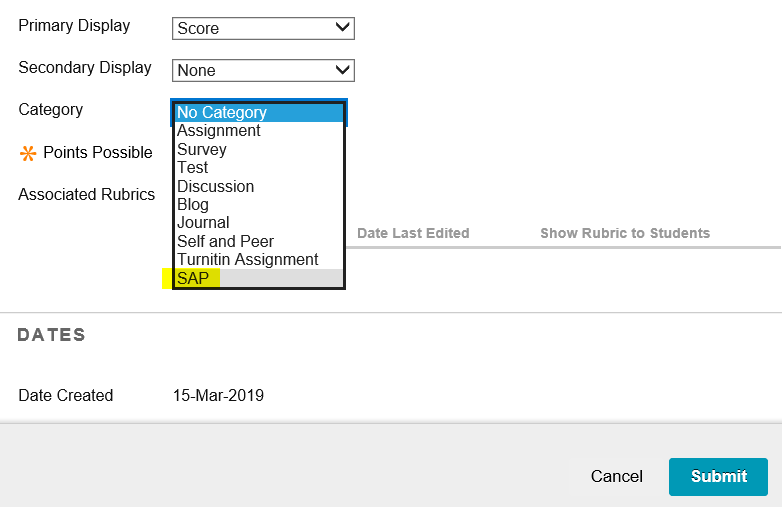 Primary Display Score
Secondary Display None
Category
No Category
Assignment
Survey
Points Possible
Test
Discussion
Associated Rubrics
Blog
Journal
Date Last Edited Show Rubric to Students
Self and Peer
Turnitin Assignment
SAP
DATES
Date Created 15-Mar-2019
Cancel Submit